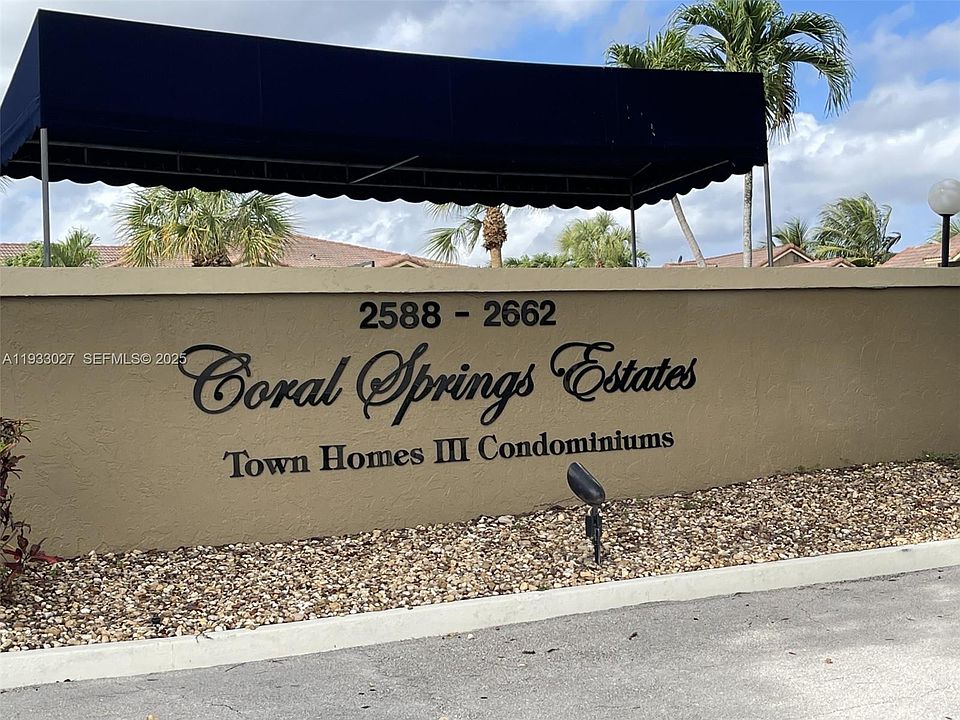 2588 - 2662
A11933027 SEFMLS© 2025
Coral Springs Estates
Town Homes III Condominiums